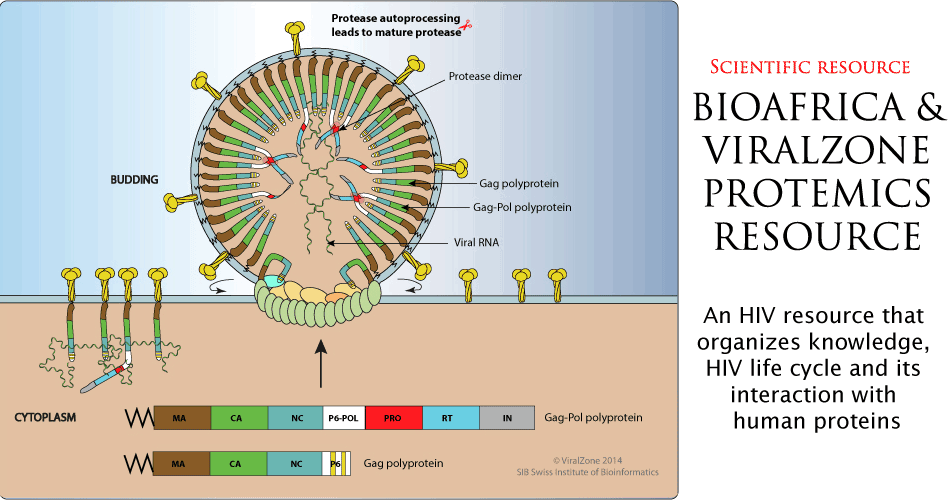 Protease autoprocessing
leads to mature protease
Protease dimer
BUDDING
Gag polyprotein
Gag-Pol polyprotein
Viral RNA
CYTOPLASM
MA CA NC P6-POL PRO RT IN Gag-Pol polyprotein
MA CA NC P6 Gag polyprotein
© ViralZone 2014
SIB Swiss Institute of Bioinformatics
SCIENTIFIC RESOURCE
BIOAFRICA &
VIRALZONE
PROTEMICS
RESOURCE
An HIV resource that
organizes knowledge,
HIV life cycle and its
interaction with
human proteins